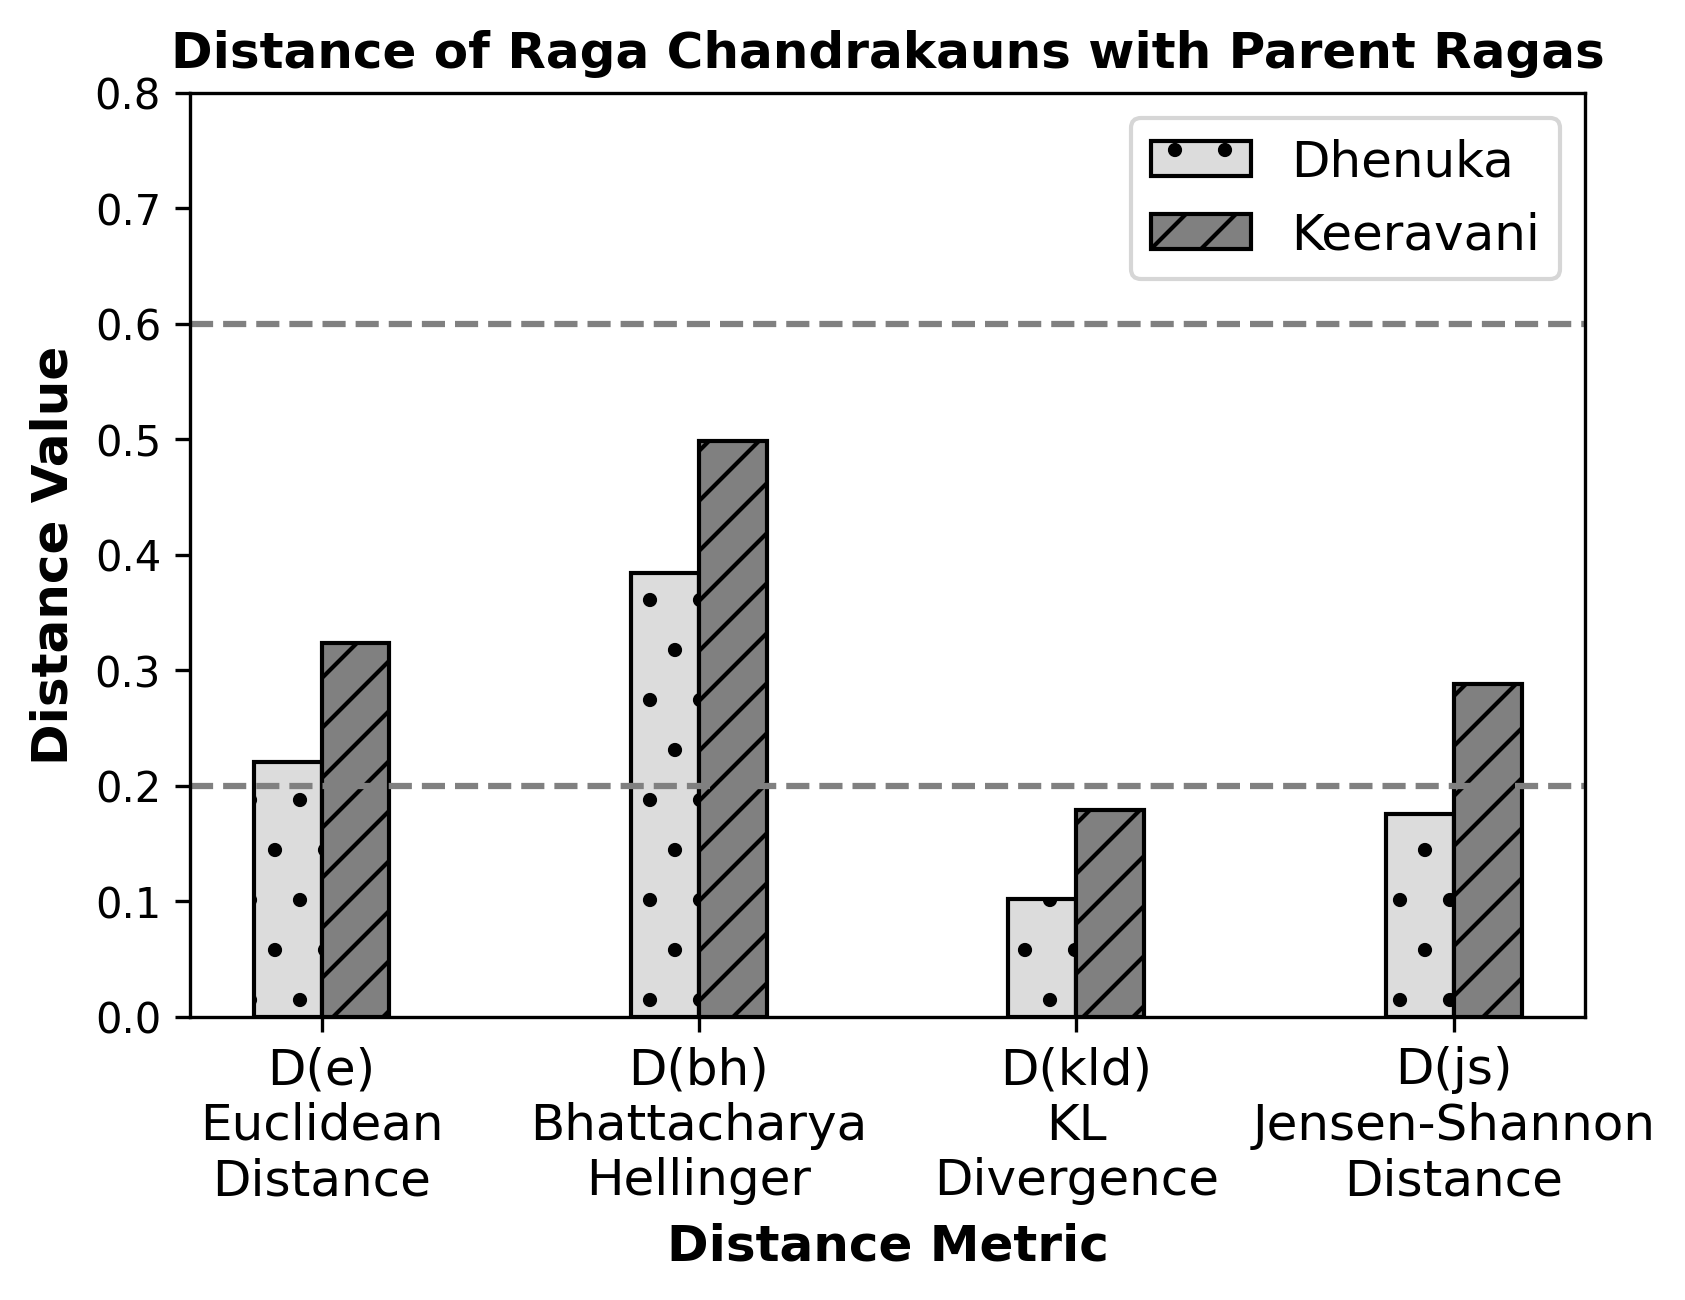 Distance of Raga Chandrakauns with Parent Ragas
Dhenuka
Keeravani
Distance Value
0.8
0.7
0.6
0.5
0.4
0.3
0.2
0.1
0.0
D(e)
Euclidean
Distance
D(bh)
Bhattacharya
Hellinger
D(kld)
KL
Divergence
D(js)
Jensen-Shannon
Distance
Distance Metric